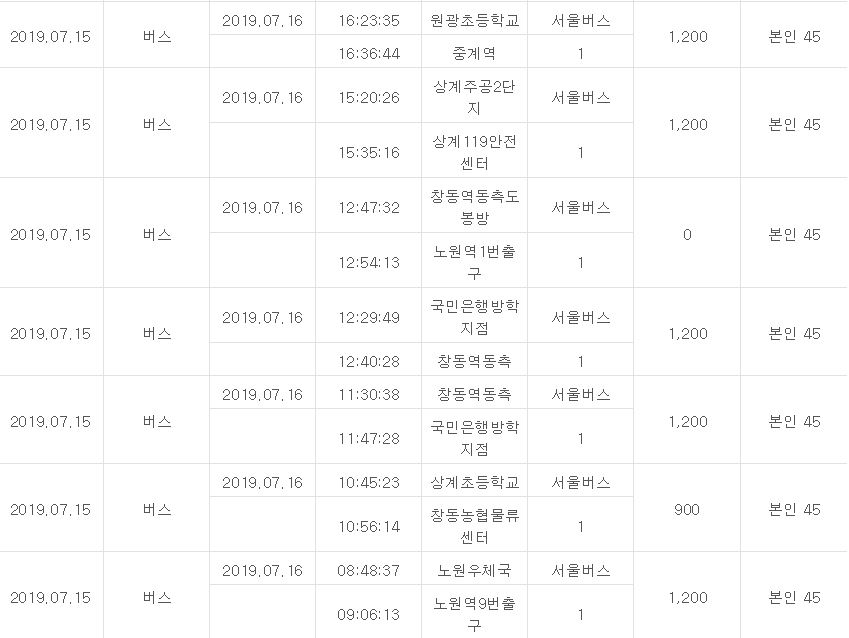 2019.07.15 버스 2019.07.16 16:23:35 원광초등학교 서울버스 1,200 본인 45
16:36:44 중계역 1
2019.07.15 버스 2019.07.16 15:20:26 상계주공2단
지 서울버스 1,200 본인 45
15:35:16 상계119안전
센터 1
2019.07.15 버스 2019.07.16 12:47:32 창동역동측도
봉방 서울버스 0 본인 45
12:54:13 노원역1번출
구 1
2019.07.15 버스 2019.07.16 12:29:49 국민은행방학
지점 서울버스 1,200 본인 45
12:40:28 창동역동측 1
2019.07.15 버스 2019.07.16 11:30:38 창동역동측 서울버스 1,200 본인 45
11:47:28 국민은행방학
지점 1
2019.07.15 버스 2019.07.16 10:45:23 상계초등학교 서울버스 900 본인 45
10:56:14 창동농협물류
센터 1
2019.07.15 버스 2019.07.16 08:48:37 노원우체국 서울버스 1,200 본인 45
09:06:13 노원역9번출
구 1